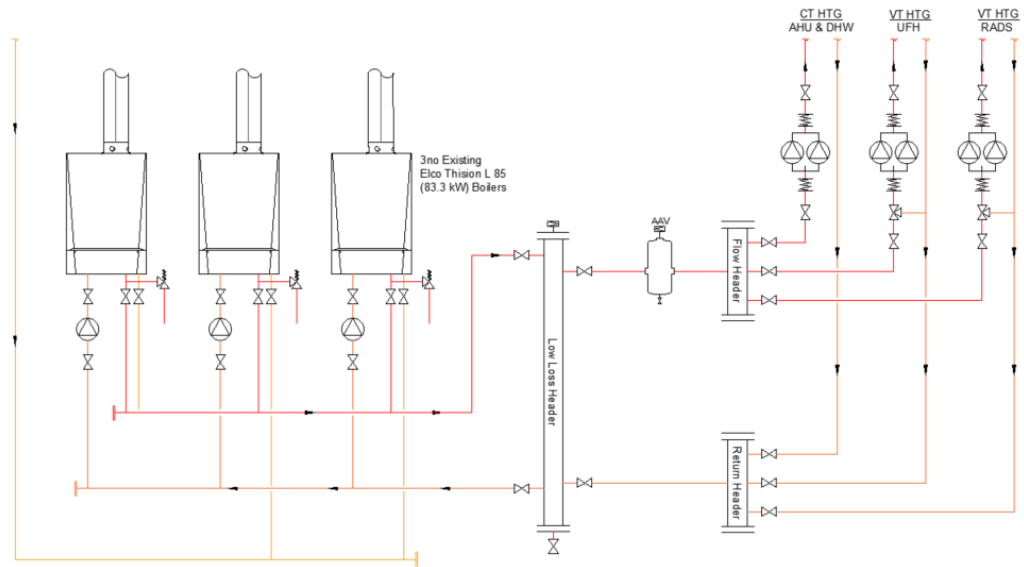 CT HTG
AHU & DHW
VT HTG
UFH
VT HTG
RADS
3no Existing
Elco Thision L 85
(83.3 kW) Boilers
AAV
Flow Header
Low Loss Header
Return Header